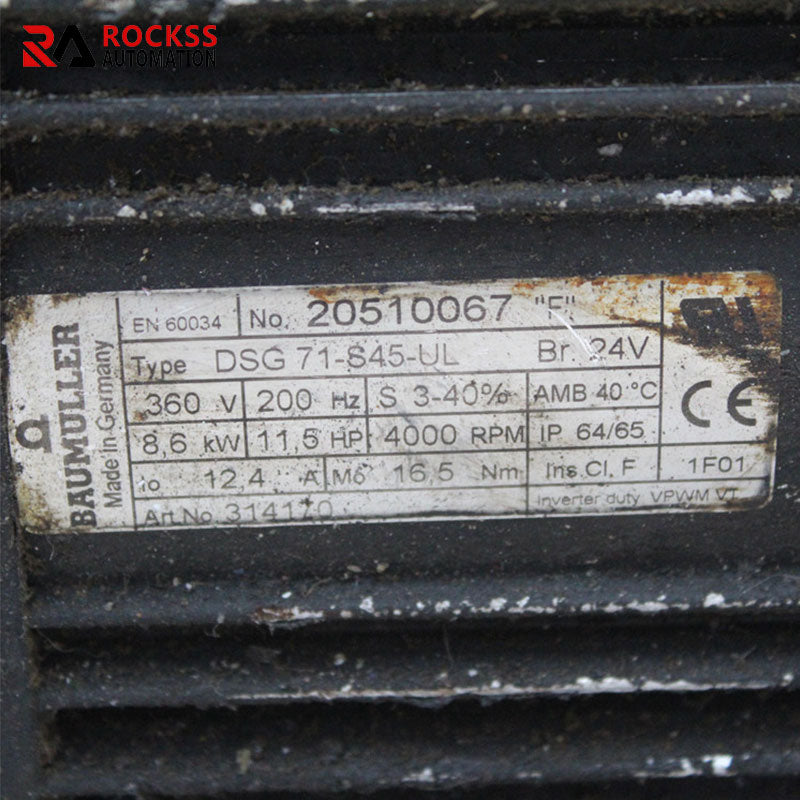 RA ROCKSS
AUTOMATION
BAUMÜLLER
Made in Germany
EN 60034 No. 20510067 "F"
Type DSG 71-S45-UL Br. 24V
360 V 200 Hz S 3-40% AMB 40 °C
8,6 kW 11,5 HP 4000 RPM IP 64/65
Io 12,4 A Mo 16,5 Nm Ins.Cl. F 1F01
Art.No. 314170 Inverter duty VPWM VT
CE